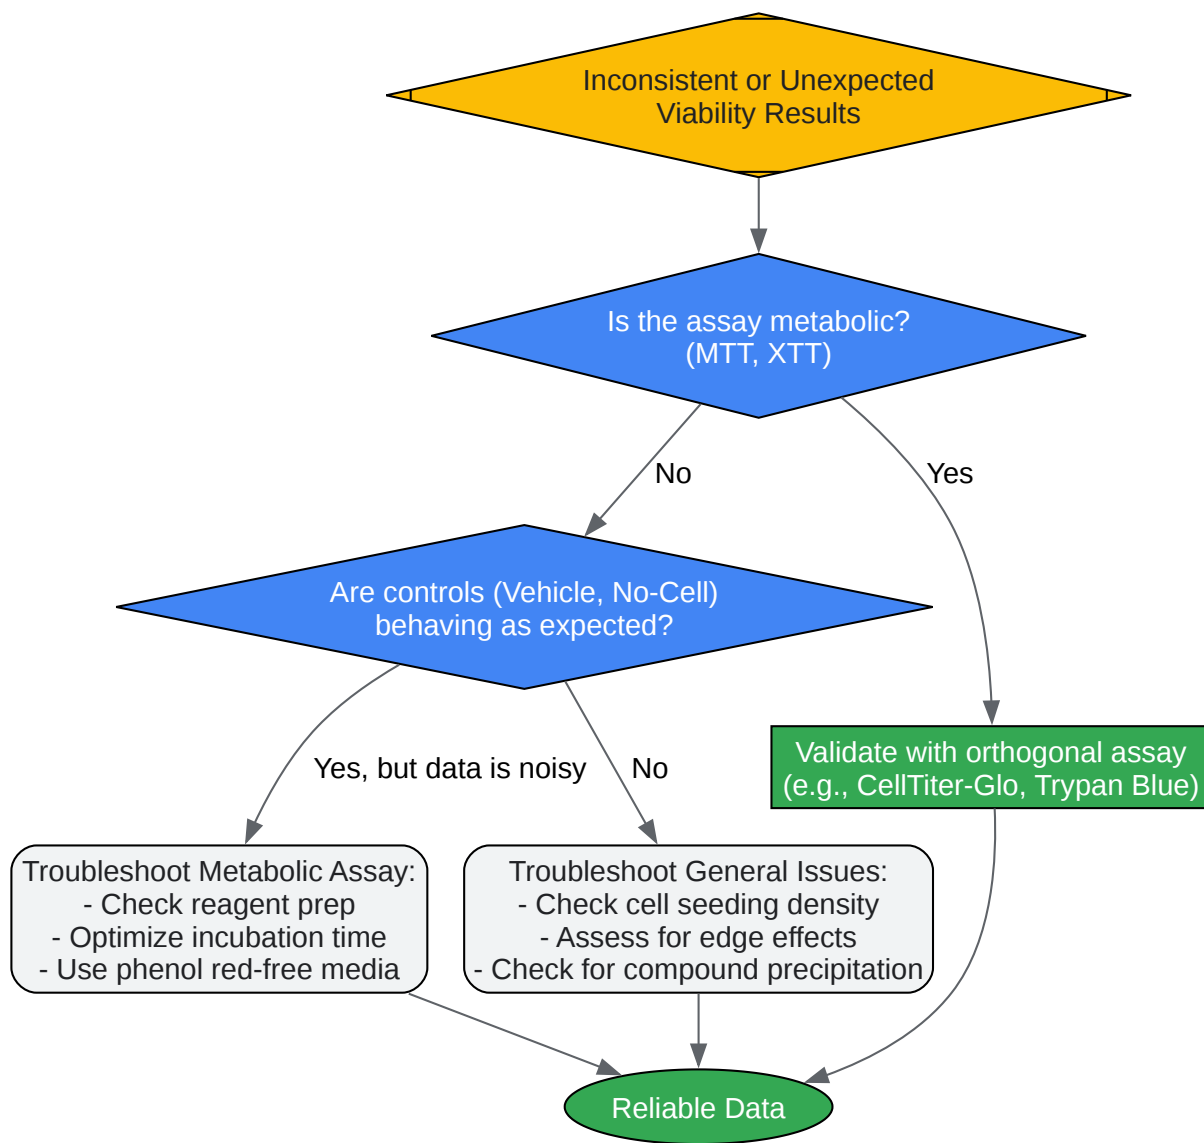 Inconsistent or Unexpected
Viability Results
Is the assay metabolic?
(MTT, XTT)
No
Yes
Are controls (Vehicle, No-Cell)
behaving as expected?
Yes, but data is noisy
No
Validate with orthogonal assay
(e.g., CellTiter-Glo, Trypan Blue)
Troubleshoot Metabolic Assay:
- Check reagent prep
- Optimize incubation time
- Use phenol red-free media
Troubleshoot General Issues:
- Check cell seeding density
- Assess for edge effects
- Check for compound precipitation
Reliable Data